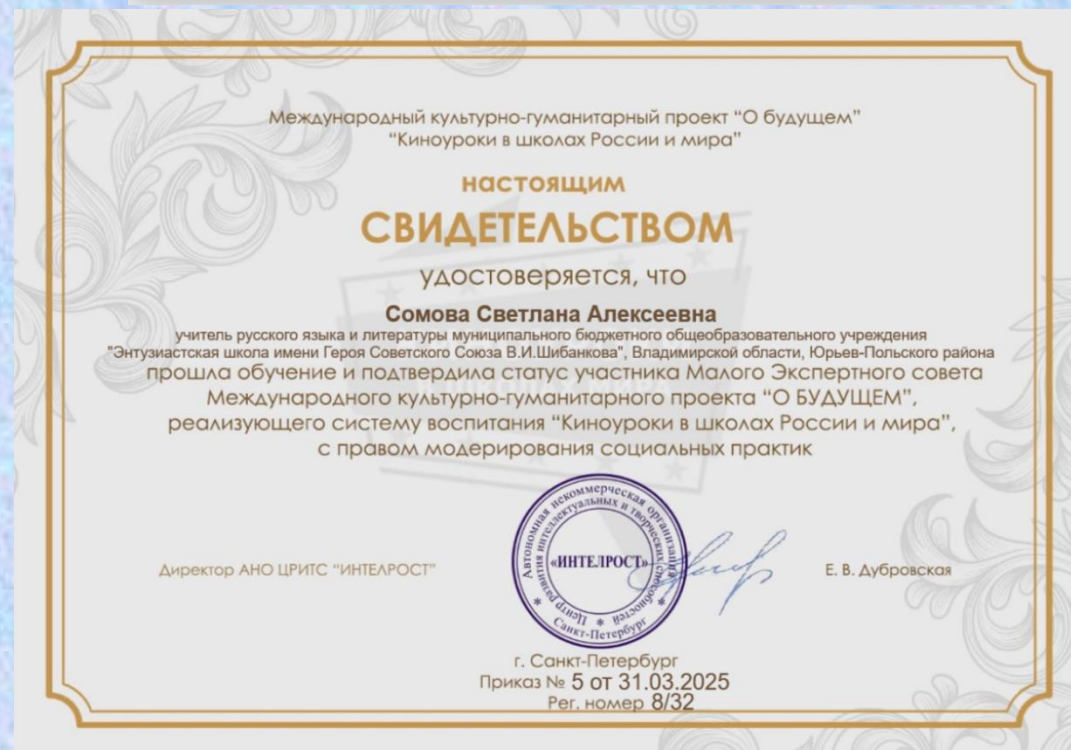 Международный культурно-гуманитарный проект "О будущем"
"Киноуроки в школах России и мира"
настоящим
СВИДЕТЕЛЬСТВОМ
удостоверяется, что
Сомова Светлана Алексеевна
учитель русского языка и литературы муниципального бюджетного общеобразовательного учреждения
"Энтузиастская школа имени Героя Советского Союза В.И.Шибанкова", Владимирской области, Юрьев-Польского района
прошла обучение и подтвердила статус участника Малого Экспертного совета
Международного культурно-гуманитарного проекта "О БУДУЩЕМ",
реализующего систему воспитания "Киноуроки в школах России и мира",
с правом модерирования социальных практик
Автономная некоммерческая организация
Центр развития интеллектуальных и творческих способностей
«ИНТЕЛРОСТ»
Санкт-Петербург
Директор АНО ЦРИТС "ИНТЕЛРОСТ"
Е. В. Дубровская
г. Санкт-Петербург
Приказ № 5 от 31.03.2025
Рег. номер 8/32